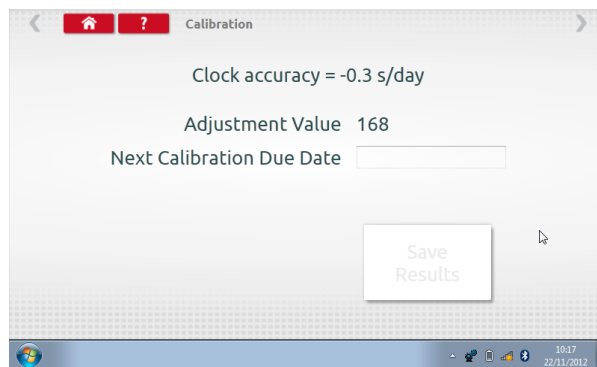 ? Calibration
Clock accuracy = -0.3 s/day
Adjustment Value 168
Next Calibration Due Date
Save
Results
10:17
22/11/2012